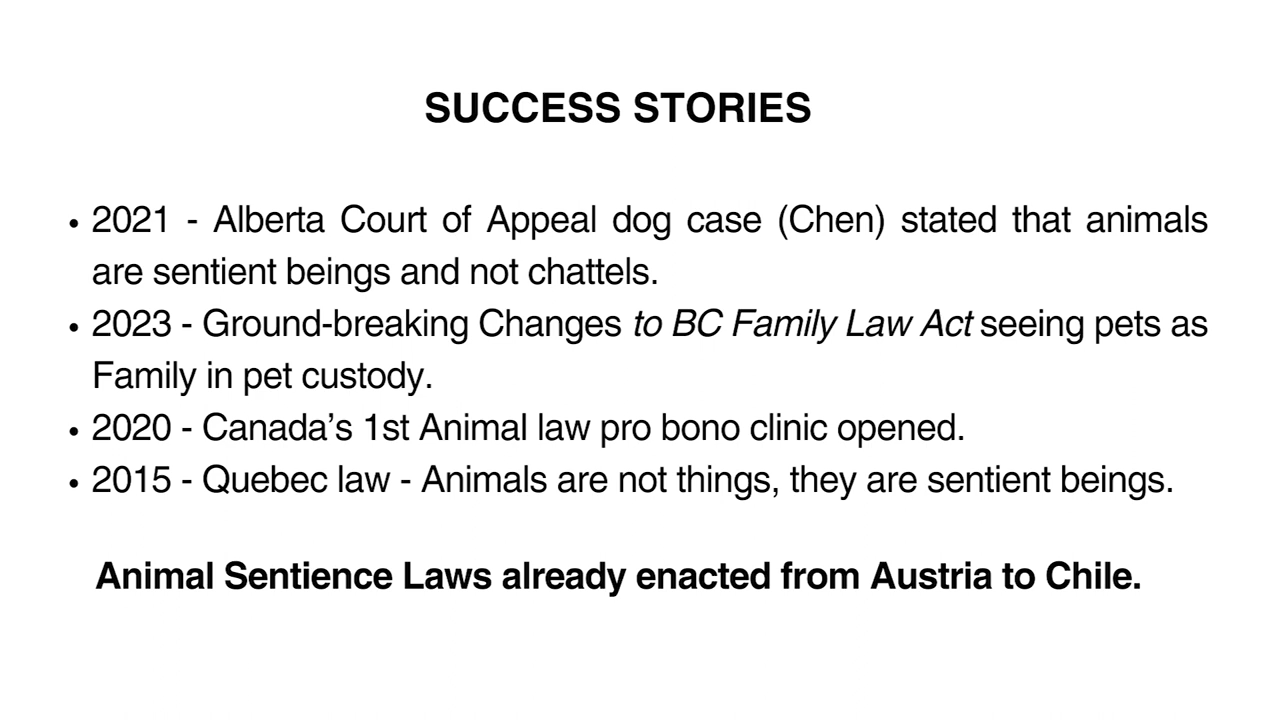 SUCCESS STORIES
• 2021 - Alberta Court of Appeal dog case (Chen) stated that animals
are sentient beings and not chattels.
• 2023 - Ground-breaking Changes to BC Family Law Act seeing pets as
Family in pet custody.
• 2020 - Canada’s 1st Animal law pro bono clinic opened.
• 2015 - Quebec law - Animals are not things, they are sentient beings.
Animal Sentience Laws already enacted from Austria to Chile.